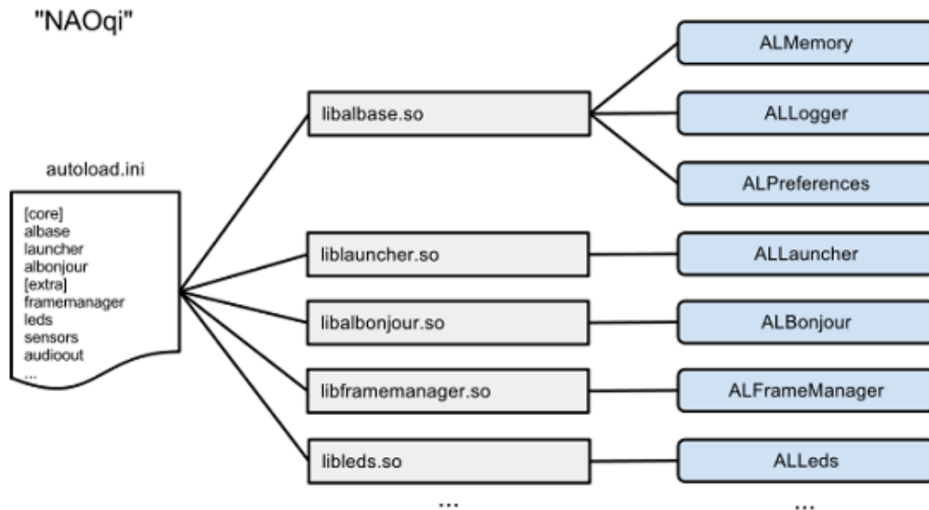 "NAOqi"
autoload.ini
[core]
albase
launcher
albonjour
[extra]
framemanager
leds
sensors
audioout
...
libalbase.so
liblauncher.so
libalbonjour.so
libframemanager.so
libleds.so
...
ALMemory
ALLogger
ALPreferences
ALLauncher
ALBonjour
ALFrameManager
ALLeds
...